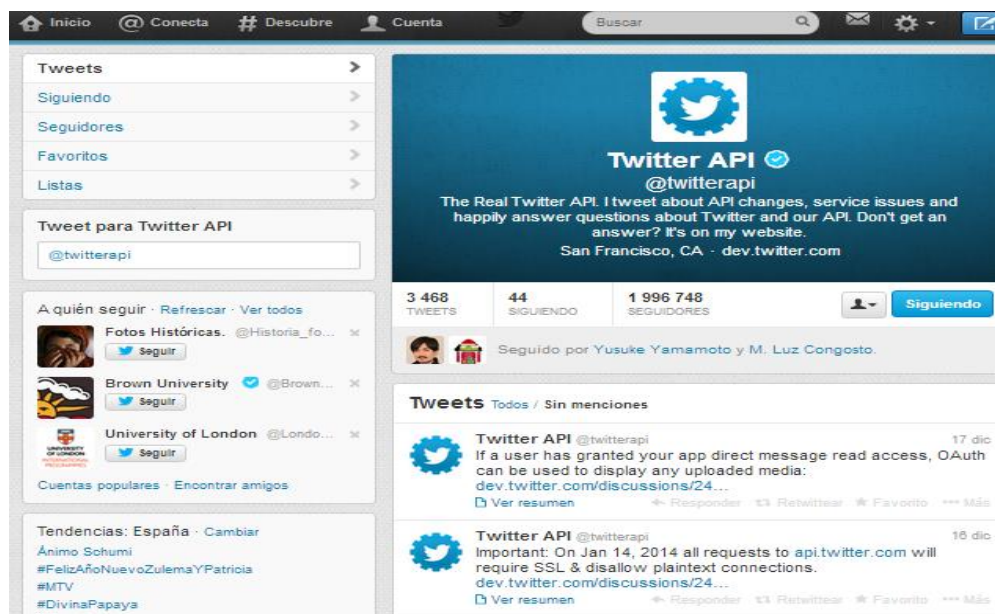 Inicio Conecta # Descubre Cuenta Buscar
Tweets
Siguiendo
Seguidores
Favoritos
Listas
Tweet para Twitter API
@twitterapi
A quién seguir · Refrescar · Ver todos
Fotos Históricas. @Historia_fo...
Seguir
Brown University @Brown...
Seguir
University of London @Londo...
Seguir
UNIVERSITY
OF LONDON
INTERNATIONAL
PROGRAMMES
Cuentas populares · Encontrar amigos
Tendencias: España · Cambiar
Ánimo Schumi
#FelizAñoNuevoZulemaYPatricia
#MTV
#DivinaPapaya
Twitter API
@twitterapi
The Real Twitter API. I tweet about API changes, service issues and
happily answer questions about Twitter and our API. Don't get an
answer? It's on my website.
San Francisco, CA · dev.twitter.com
3 468 44 1 996 748
TWEETS SIGUIENDO SEGUIDORES
Siguiendo
Seguido por Yusuke Yamamoto y M. Luz Congosto.
Tweets Todos / Sin menciones
Twitter API @twitterapi 17 dic
If a user has granted your app direct message read access, OAuth
can be used to display any uploaded media:
dev.twitter.com/discussions/24...
Ver resumen Responder Retwittear Favorito Más
Twitter API @twitterapi 16 dic
Important: On Jan 14, 2014 all requests to api.twitter.com will
require SSL & disallow plaintext connections.
dev.twitter.com/discussions/24...
Ver resumen Responder Retwittear Favorito Más